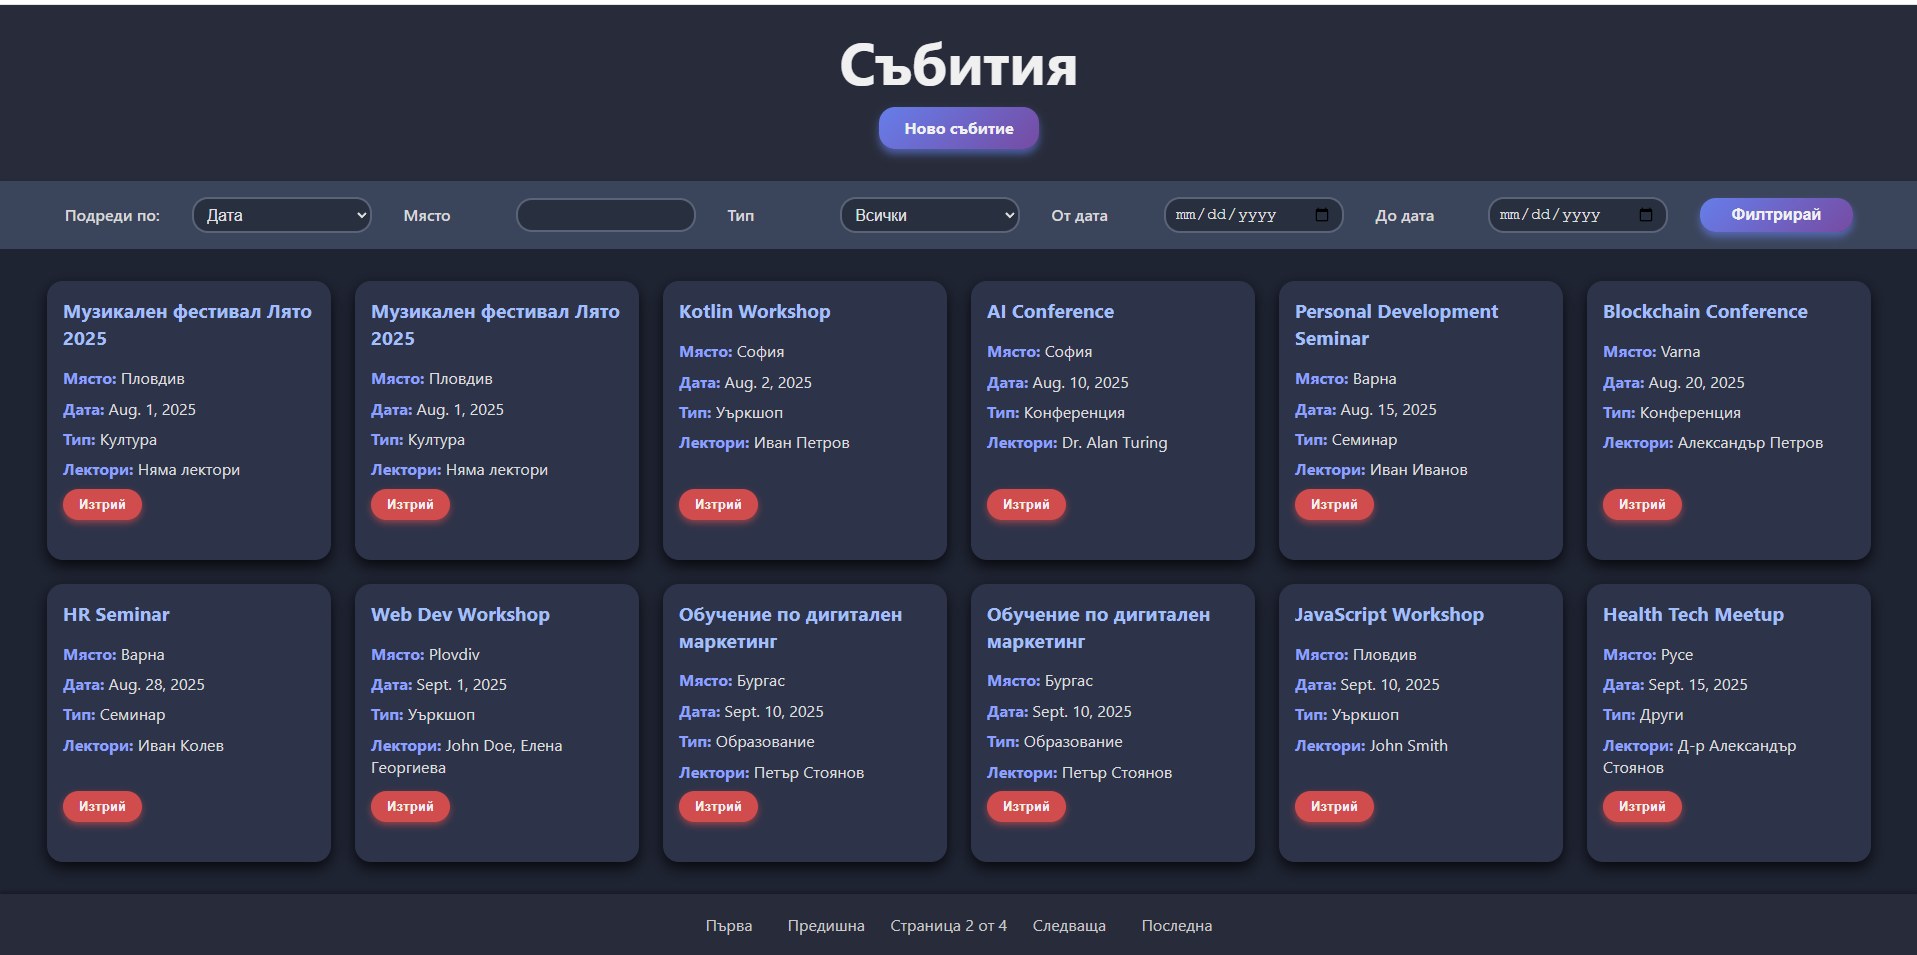 Събития
Ново събитие
Подреди по: Дата Място Тип Всички От дата mm/dd/yyyy До дата mm/dd/yyyy Филтрирай
Музикален фестивал Лято
2025
Място: Пловдив
Дата: Aug. 1, 2025
Тип: Култура
Лектори: Няма лектори
Изтрий
Музикален фестивал Лято
2025
Място: Пловдив
Дата: Aug. 1, 2025
Тип: Култура
Лектори: Няма лектори
Изтрий
Kotlin Workshop
Място: София
Дата: Aug. 2, 2025
Тип: Уъркшоп
Лектори: Иван Петров
Изтрий
AI Conference
Място: София
Дата: Aug. 10, 2025
Тип: Конференция
Лектори: Dr. Alan Turing
Изтрий
Personal Development
Seminar
Място: Варна
Дата: Aug. 15, 2025
Тип: Семинар
Лектори: Иван Иванов
Изтрий
Blockchain Conference
Място: Varna
Дата: Aug. 20, 2025
Тип: Конференция
Лектори: Александър Петров
Изтрий
HR Seminar
Място: Варна
Дата: Aug. 28, 2025
Тип: Семинар
Лектори: Иван Колев
Изтрий
Web Dev Workshop
Място: Plovdiv
Дата: Sept. 1, 2025
Тип: Уъркшоп
Лектори: John Doe, Елена
Георгиева
Изтрий
Обучение по дигитален
маркетинг
Място: Бургас
Дата: Sept. 10, 2025
Тип: Образование
Лектори: Петър Стоянов
Изтрий
Обучение по дигитален
маркетинг
Място: Бургас
Дата: Sept. 10, 2025
Тип: Образование
Лектори: Петър Стоянов
Изтрий
JavaScript Workshop
Място: Пловдив
Дата: Sept. 10, 2025
Тип: Уъркшоп
Лектори: John Smith
Изтрий
Health Tech Meetup
Място: Русе
Дата: Sept. 15, 2025
Тип: Други
Лектори: Д-р Александър
Стоянов
Изтрий
Първа Предишна Страница 2 от 4 Следваща Последна